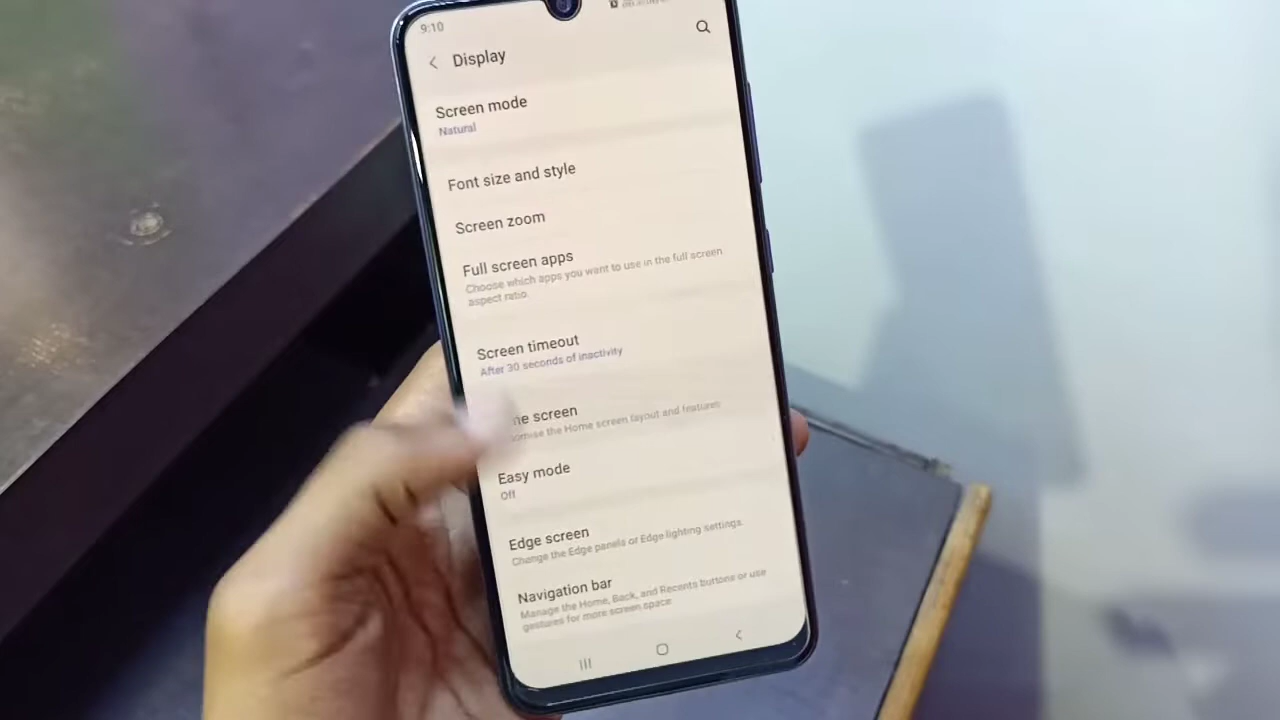 9:10
Display
Screen mode
Natural
Font size and style
Screen zoom
Full screen apps
Choose which apps you want to use in the full screen
aspect ratio.
Screen timeout
After 30 seconds of inactivity
screen
the Home screen layout and features
Easy mode
Off
Edge screen
Change the Edge panels or Edge lighting settings.
Navigation bar
Manage the Home, Back, and Recents buttons or use
gestures for more screen space